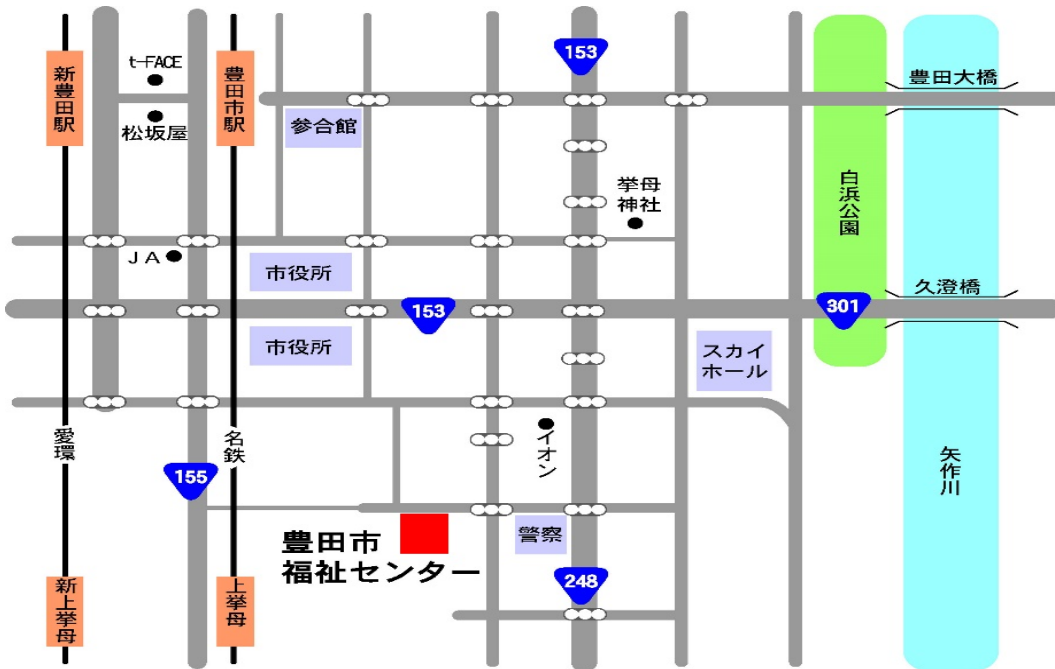 t-FACE
松坂屋
新豊田駅
豊田市駅
参合館
153
豊田大橋
挙母
神社
白浜公園
JA
市役所
153
301
久澄橋
市役所
スカイ
ホール
愛環
名鉄
155
イオン
矢作川
豊田市
福祉センター
警察
248
新上挙母
上挙母